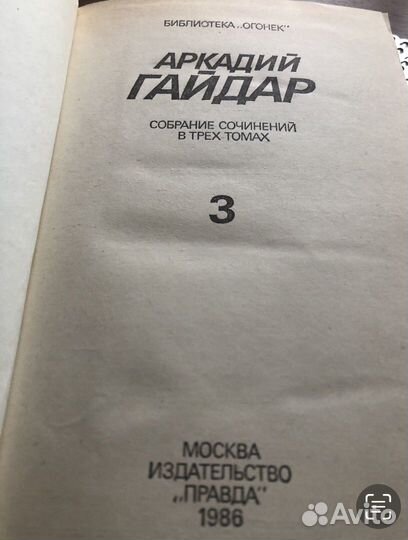 БИБЛИОТЕКА „ОГОНЕК"
АРКАДИЙ
ГАЙДАР
СОБРАНИЕ СОЧИНЕНИЙ
В ТРЕХ ТОМАХ
3
МОСКВА
ИЗДАТЕЛЬСТВО
„ПРАВДА"
1986
Avito